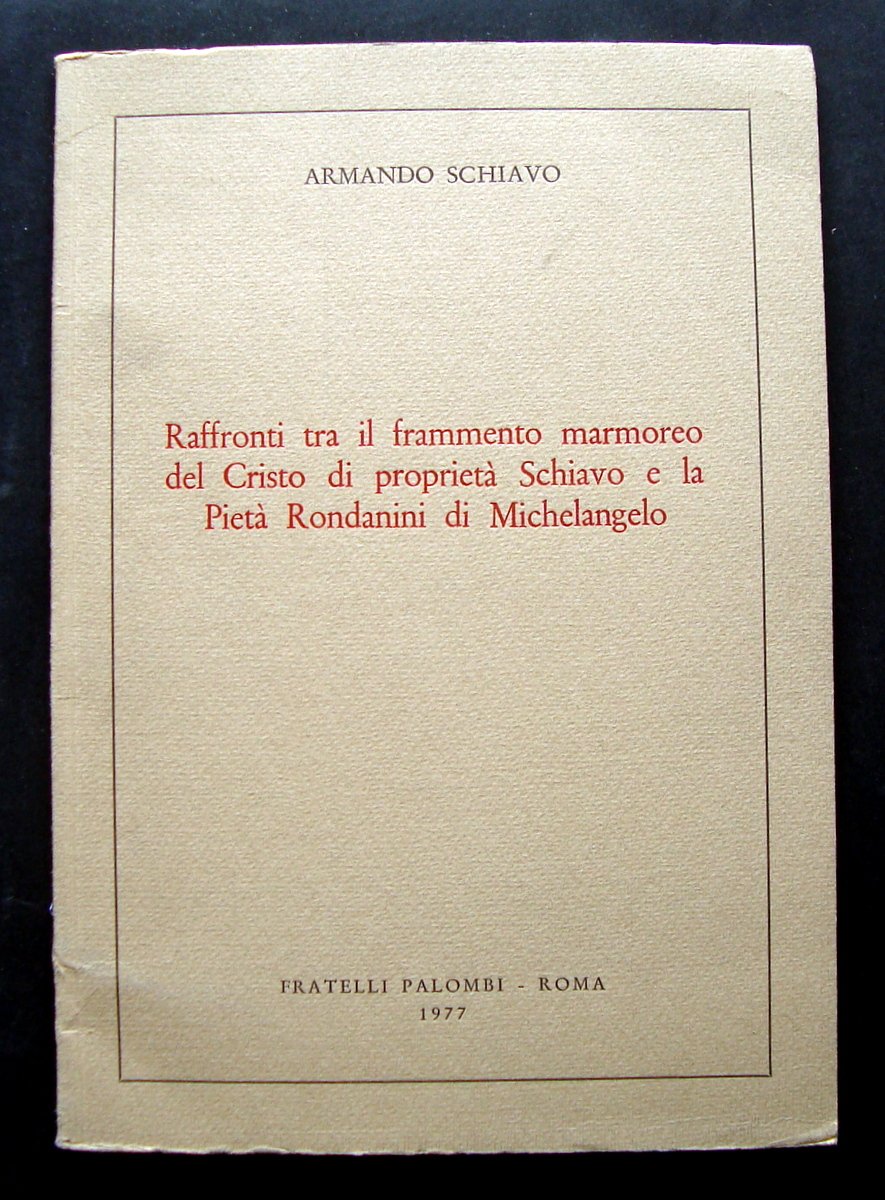 ARMANDO SCHIAVO
Raffronti tra il frammento marmoreo
del Cristo di proprietà Schiavo e la
Pietà Rondanini di Michelangelo
FRATELLI PALOMBI - ROMA
1977